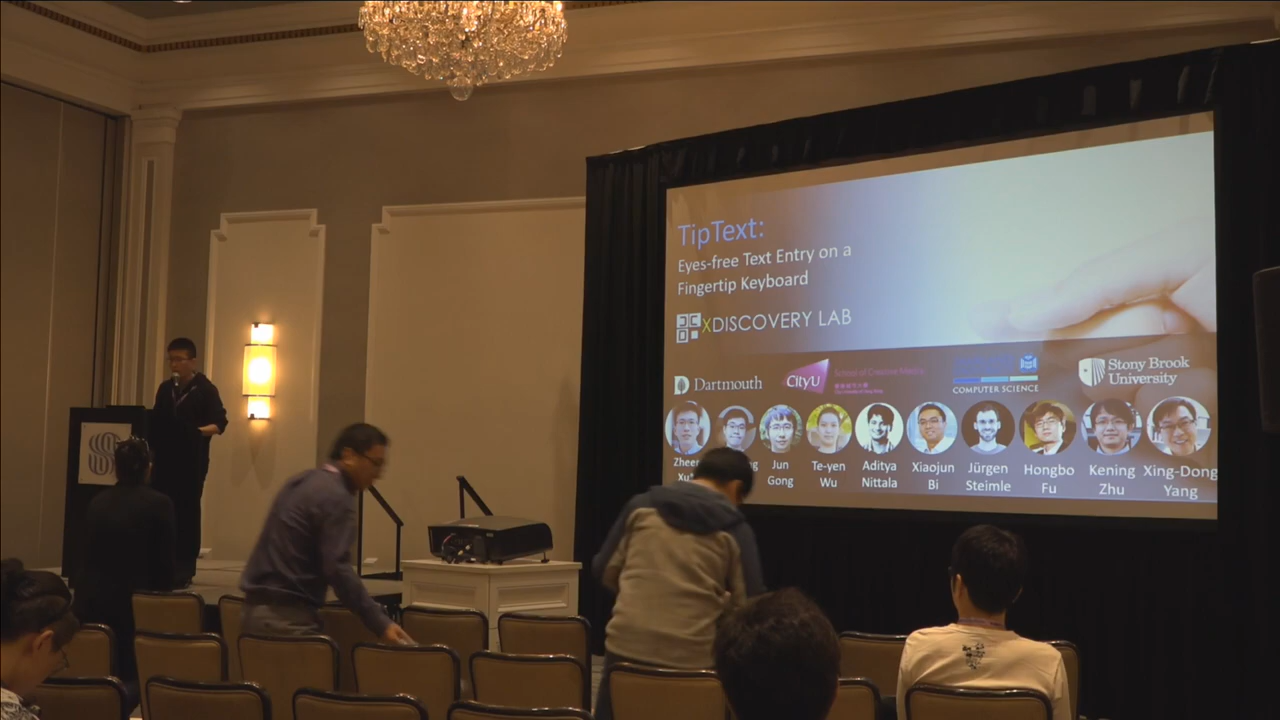 TipText:
Eyes-free Text Entry on a
Fingertip Keyboard
XDISCOVERY LAB
Dartmouth
CityU
School of Creative Media
COMPUTER SCIENCE
Stony Brook
University
Jun
Gong
Te-yen
Wu
Aditya
Nittala
Xiaojun
Bi
Jürgen
Steimle
Hongbo
Fu
Kening
Zhu
Xing-Dong
Yang